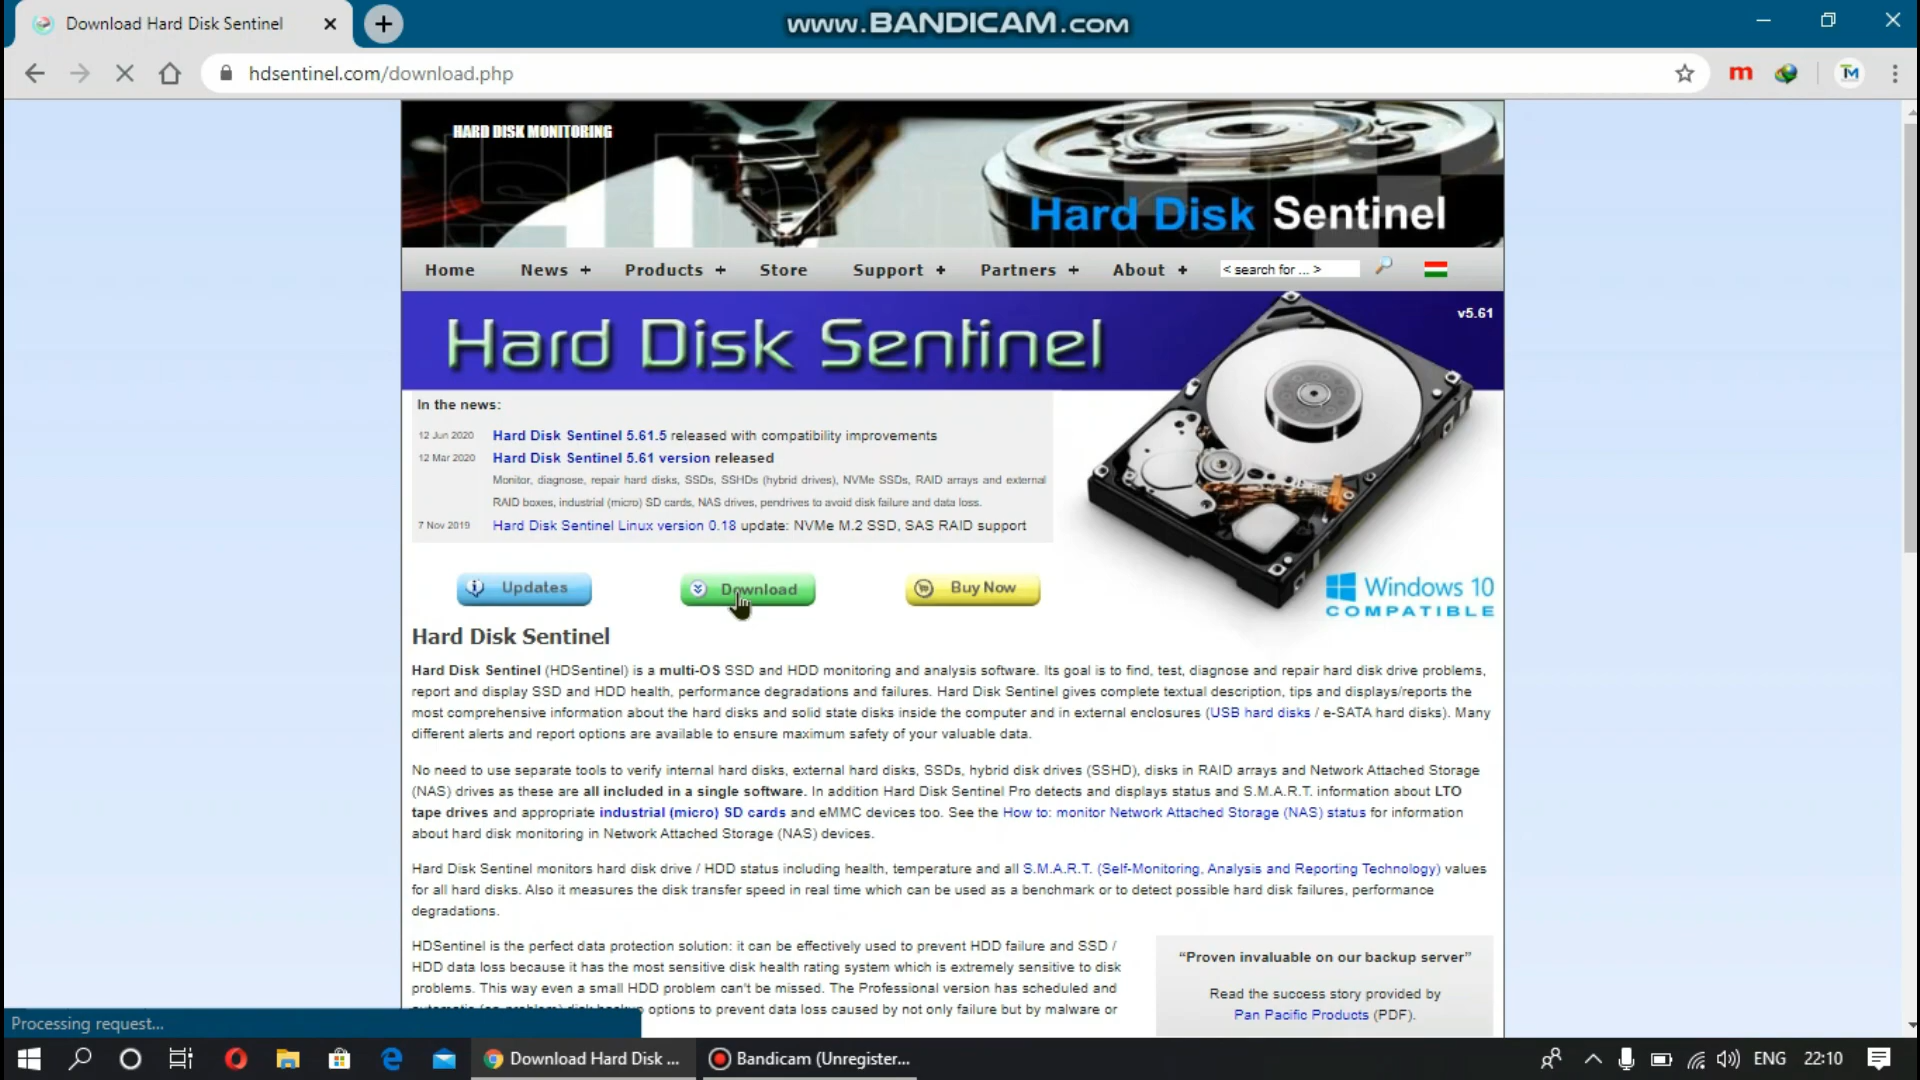 Download Hard Disk Sentinel
www.BANDICAM.com
hdsentinel.com/download.php
HARD DISK MONITORING
Hard Disk Sentinel
Home News + Products + Store Support + Partners + About + < search for ... >
Hard Disk Sentinel
v5.61
In the news:
12 Jun 2020 Hard Disk Sentinel 5.61.5 released with compatibility improvements
12 Mar 2020 Hard Disk Sentinel 5.61 version released
Monitor, diagnose, repair hard disks, SSDs, SSHDs (hybrid drives), NVMe SSDs, RAID arrays and external
RAID boxes, industrial (micro) SD cards, NAS drives, pendrives to avoid disk failure and data loss.
7 Nov 2019 Hard Disk Sentinel Linux version 0.18 update: NVMe M.2 SSD, SAS RAID support
Updates Download Buy Now
Windows 10
COMPATIBLE
Hard Disk Sentinel
Hard Disk Sentinel (HDSentinel) is a multi-OS SSD and HDD monitoring and analysis software. Its goal is to find, test, diagnose and repair hard disk drive problems,
report and display SSD and HDD health, performance degradations and failures. Hard Disk Sentinel gives complete textual description, tips and displays/reports the
most comprehensive information about the hard disks and solid state disks inside the computer and in external enclosures (USB hard disks / e-SATA hard disks). Many
different alerts and report options are available to ensure maximum safety of your valuable data.
No need to use separate tools to verify internal hard disks, external hard disks, SSDs, hybrid disk drives (SSHD), disks in RAID arrays and Network Attached Storage
(NAS) drives as these are all included in a single software. In addition Hard Disk Sentinel Pro detects and displays status and S.M.A.R.T. information about LTO
tape drives and appropriate industrial (micro) SD cards and eMMC devices too. See the How to: monitor Network Attached Storage (NAS) status for information
about hard disk monitoring in Network Attached Storage (NAS) devices.
Hard Disk Sentinel monitors hard disk drive / HDD status including health, temperature and all S.M.A.R.T. (Self-Monitoring, Analysis and Reporting Technology) values
for all hard disks. Also it measures the disk transfer speed in real time which can be used as a benchmark or to detect possible hard disk failures, performance
degradations.
HDSentinel is the perfect data protection solution: it can be effectively used to prevent HDD failure and SSD /
HDD data loss because it has the most sensitive disk health rating system which is extremely sensitive to disk
problems. This way even a small HDD problem can't be missed. The Professional version has scheduled and
options to prevent data loss caused by not only failure but by malware or
“Proven invaluable on our backup server”
Read the success story provided by
Pan Pacific Products (PDF).
Processing request...
Download Hard Disk ... Bandicam (Unregister... ENG 22:10